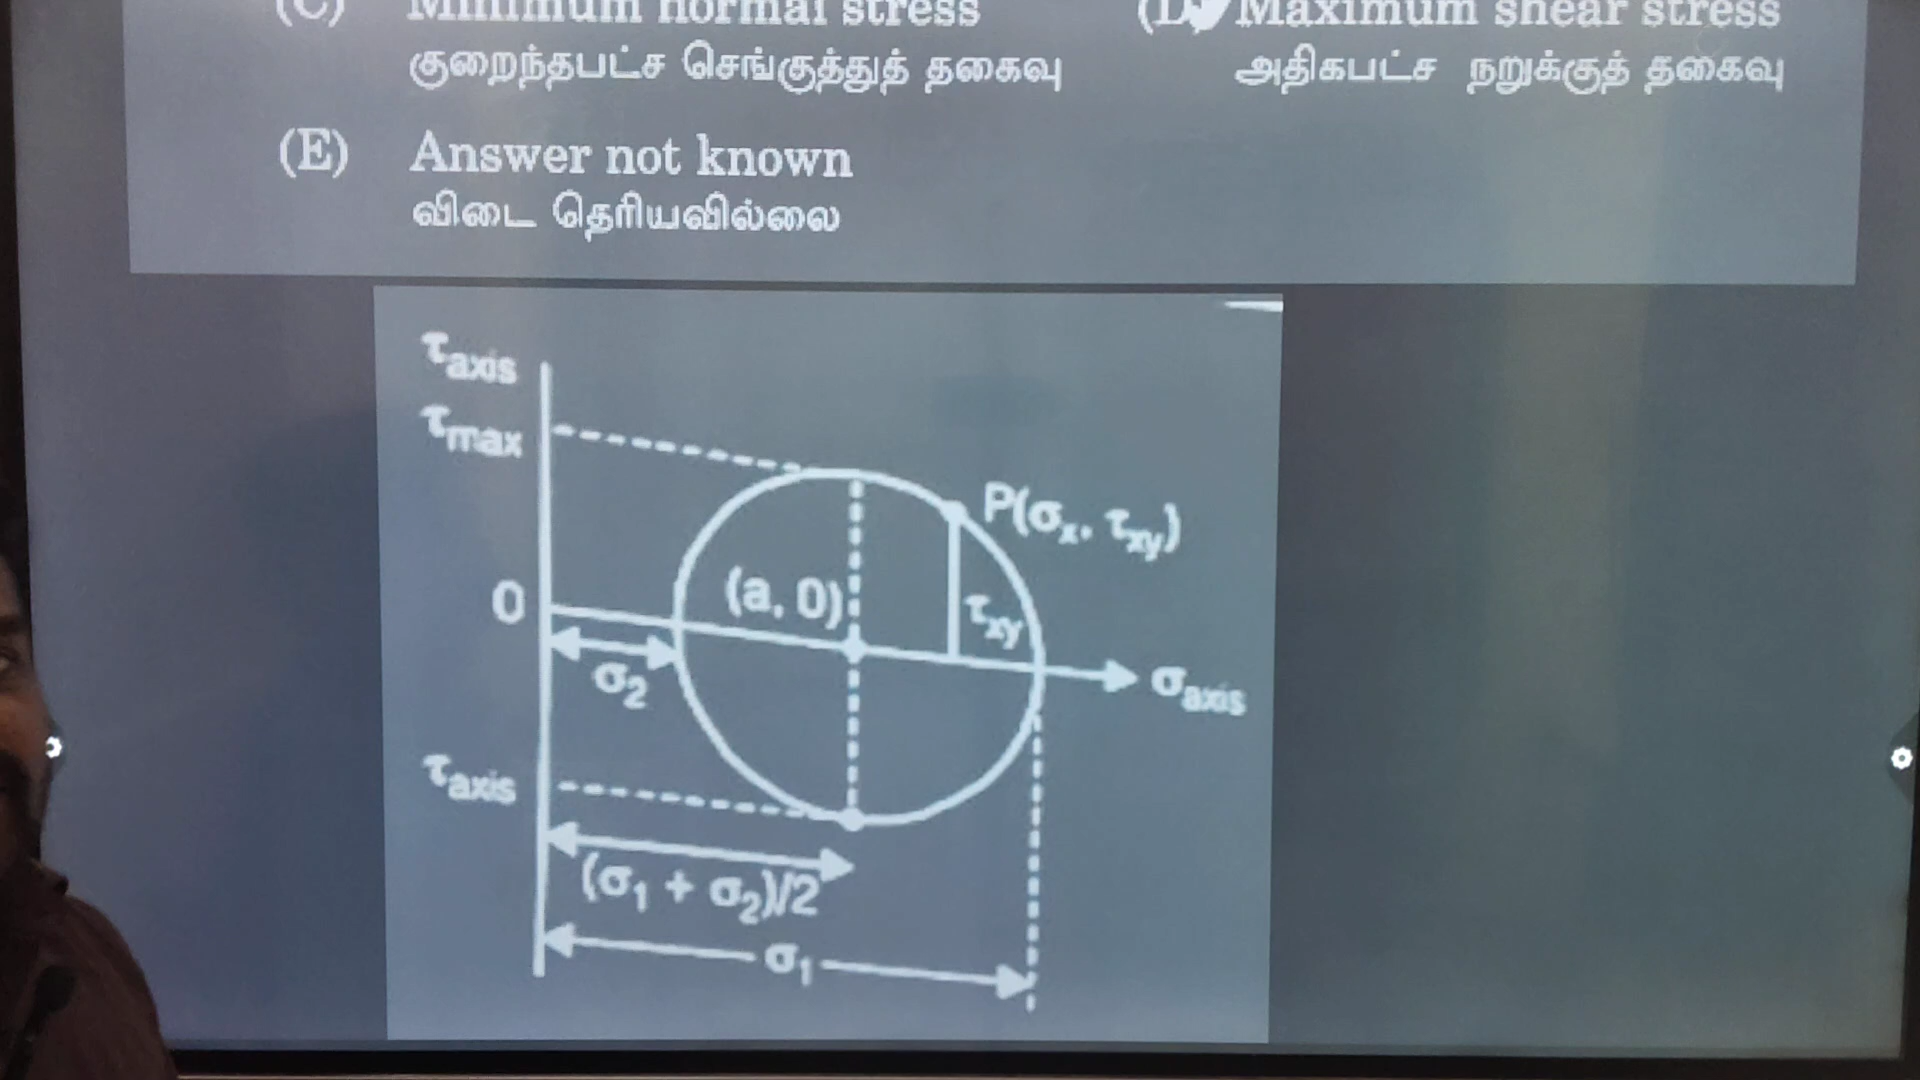 (C) Minimum normal stress (D) Maximum shear stress
குறைந்தபட்ச செங்குத்துத் தகைவு அதிகபட்ச நறுக்குத் தகைவு
(E) Answer not known
விடை தெரியவில்லை
τaxis
τmax
P(σx, τxy)
(a, 0)
0
τxy
σ2
σaxis
τaxis
(σ1 + σ2)/2
σ1